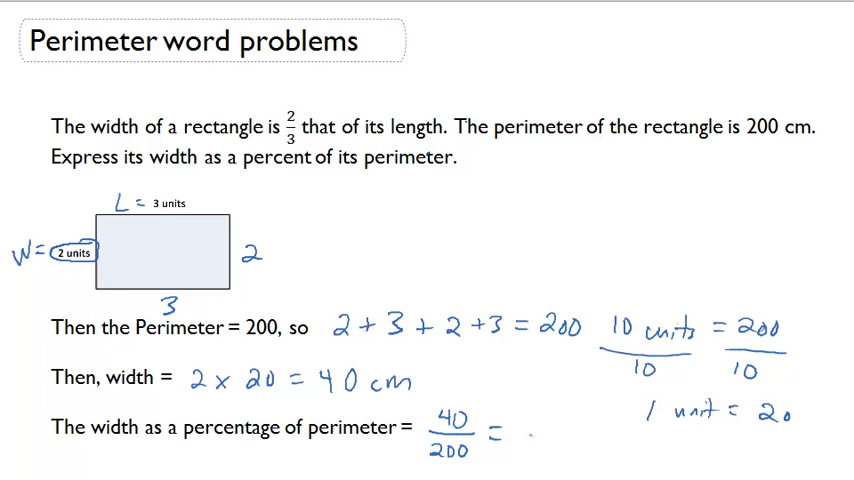 Perimeter word problems
The width of a rectangle is 2/3 that of its length. The perimeter of the rectangle is 200 cm.
Express its width as a percent of its perimeter.
L = 3 units
W = 2 units 2
3
Then the Perimeter = 200, so 2 + 3 + 2 + 3 = 200 10 units / 10 = 200 / 10
Then, width = 2 x 20 = 40 cm
1 unit = 20
The width as a percentage of perimeter = 40/200 =